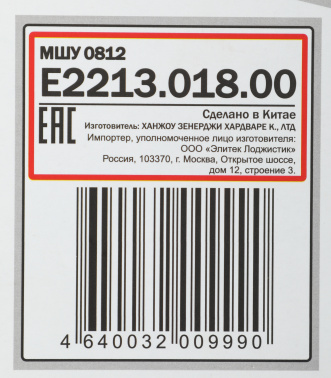 МШУ 0812
E2213.018.00
EAC
Сделано в Китае
Изготовитель: ХАНЖОУ ЗЕНЕРДЖИ ХАРДВАРЕ К., ЛТД
Импортер, уполномоченное лицо изготовителя:
ООО «Элитек Лоджистик»
Россия, 103370, г. Москва, Открытое шоссе,
дом 12, строение 3.
4 640032 009990